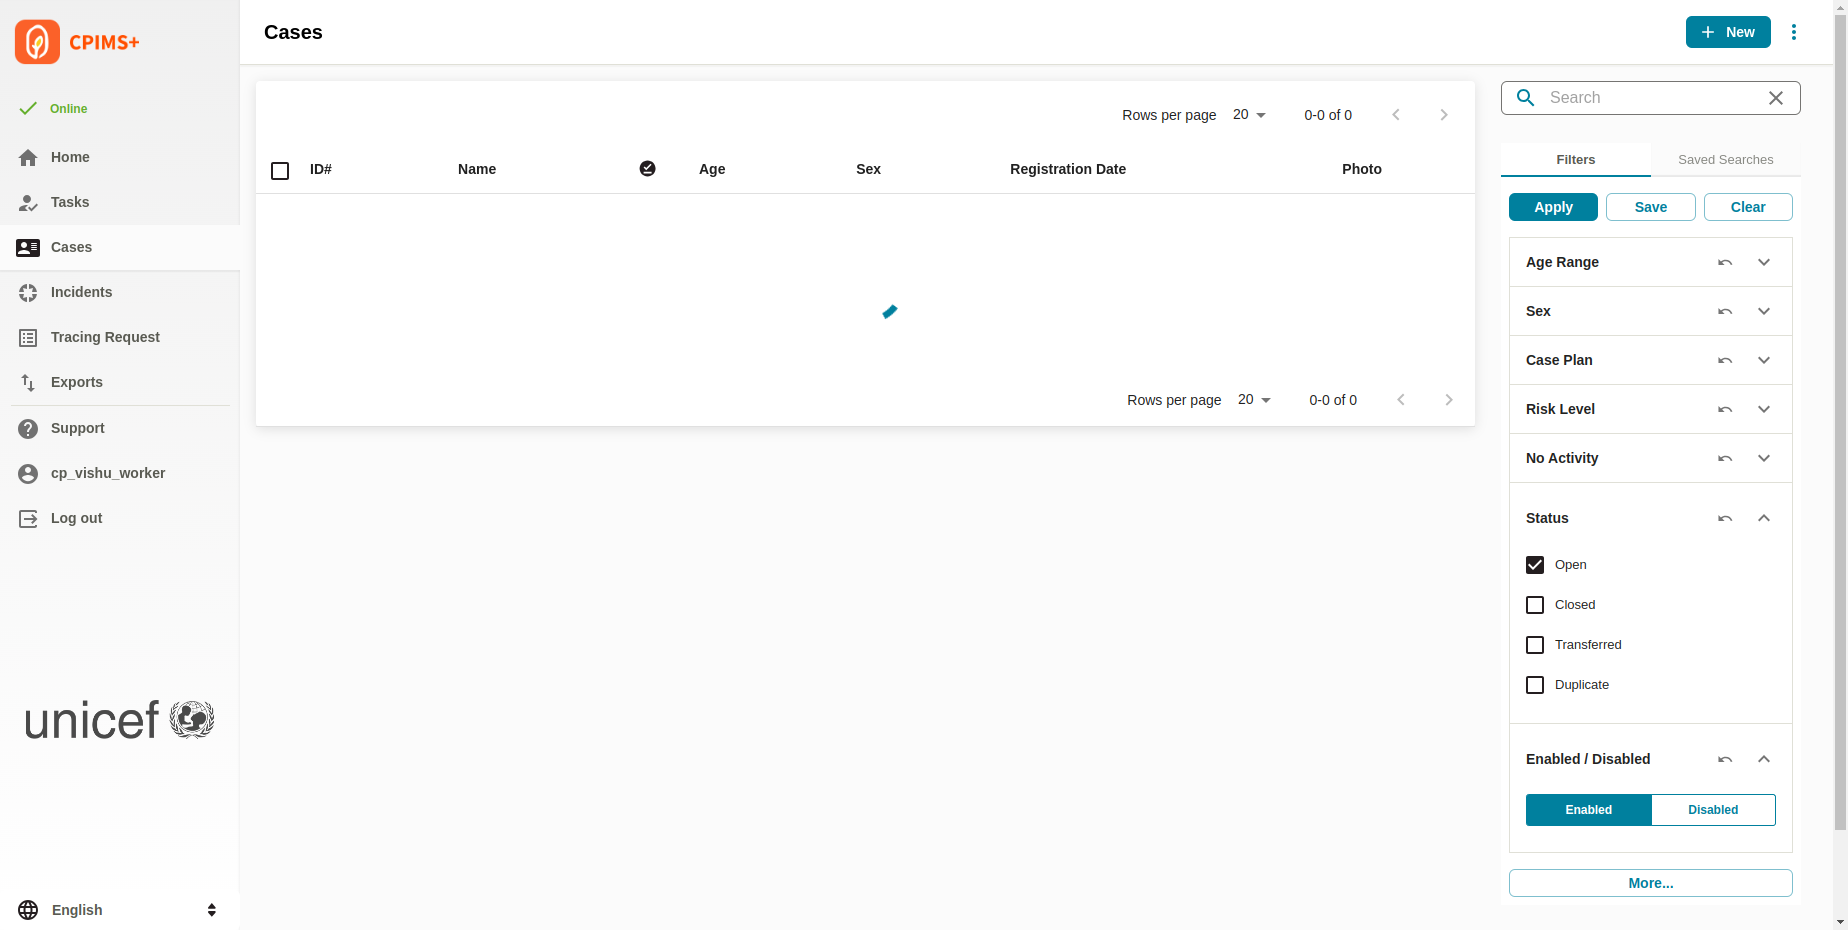 CPIMS+
Online
Home
Tasks
Cases
Incidents
Tracing Request
Exports
Support
cp_vishu_worker
Log out
unicef
English
Cases
New
Rows per page 20 0-0 of 0
ID# Name Age Sex Registration Date Photo
Rows per page 20 0-0 of 0
Search
Filters Saved Searches
Apply Save Clear
Age Range
Sex
Case Plan
Risk Level
No Activity
Status
Open
Closed
Transferred
Duplicate
Enabled / Disabled
Enabled Disabled
More...